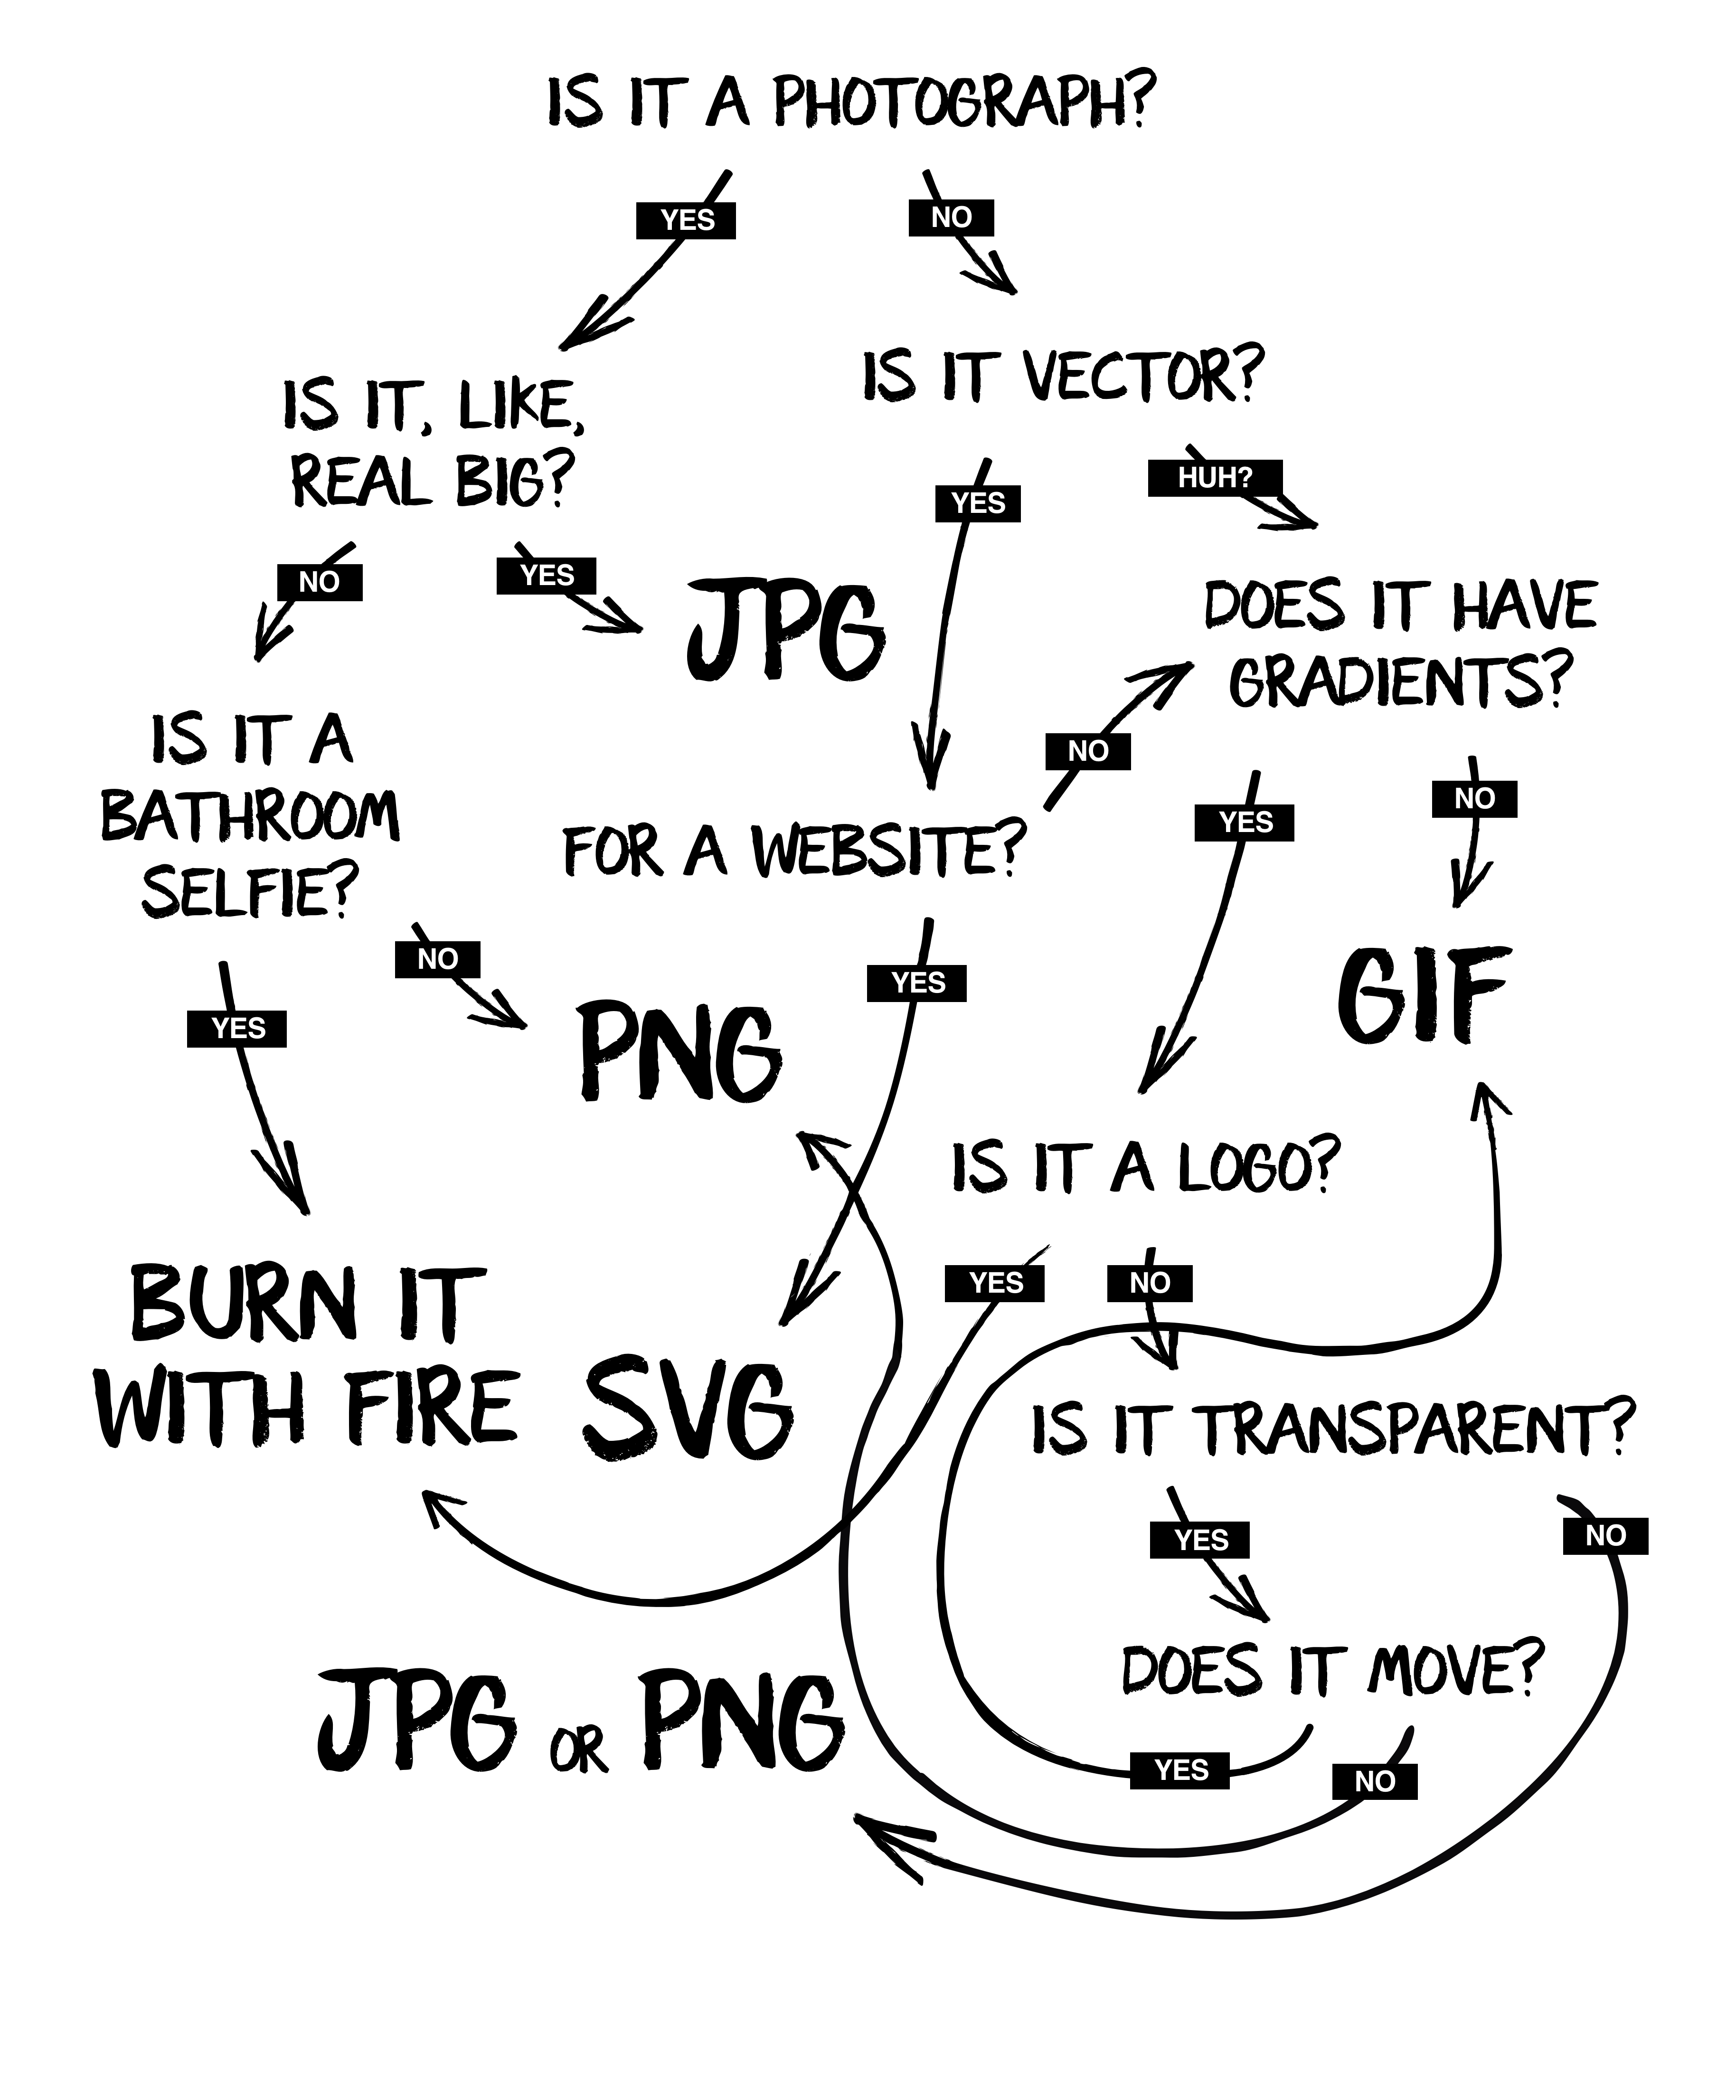 IS IT A PHOTOGRAPH?
YES
NO
IS IT VECTOR?
IS IT, LIKE,
REAL BIG?
YES
HUH?
NO
YES
JPG
DOES IT HAVE
GRADIENTS?
IS IT A
BATHROOM
SELFIE?
NO
FOR A WEBSITE?
YES
NO
NO
YES
YES
PNG
GIF
IS IT A LOGO?
YES
NO
BURN IT
WITH FIRE
SVG
IS IT TRANSPARENT?
YES
NO
DOES IT MOVE?
JPG OR PNG
YES
NO